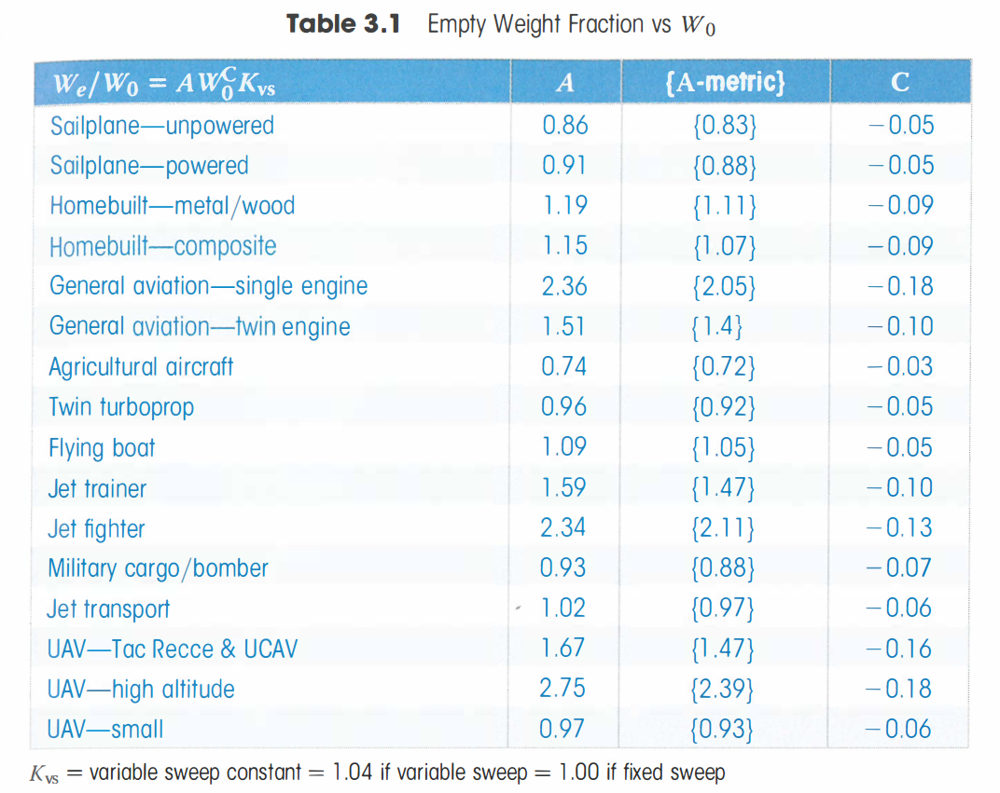 Table 3.1 Empty Weight Fraction vs W0
We/W0 = AW0^C Kvs A {A-metric} C
Sailplane—unpowered 0.86 {0.83} −0.05
Sailplane—powered 0.91 {0.88} −0.05
Homebuilt—metal/wood 1.19 {1.11} −0.09
Homebuilt—composite 1.15 {1.07} −0.09
General aviation—single engine 2.36 {2.05} −0.18
General aviation—twin engine 1.51 {1.4} −0.10
Agricultural aircraft 0.74 {0.72} −0.03
Twin turboprop 0.96 {0.92} −0.05
Flying boat 1.09 {1.05} −0.05
Jet trainer 1.59 {1.47} −0.10
Jet fighter 2.34 {2.11} −0.13
Military cargo/bomber 0.93 {0.88} −0.07
Jet transport 1.02 {0.97} −0.06
UAV—Tac Recce & UCAV 1.67 {1.47} −0.16
UAV—high altitude 2.75 {2.39} −0.18
UAV—small 0.97 {0.93} −0.06
Kvs = variable sweep constant = 1.04 if variable sweep = 1.00 if fixed sweep